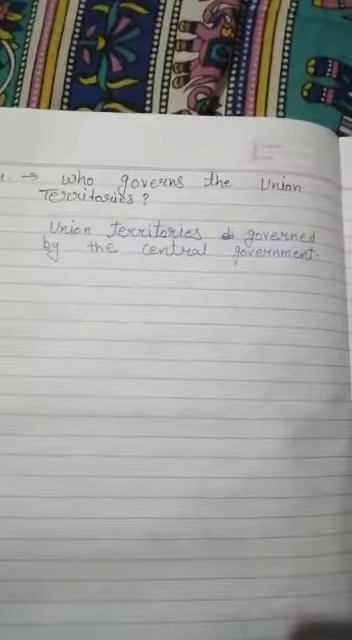 → Who governs the Union
Territories?
Union territories governed
by the central government.